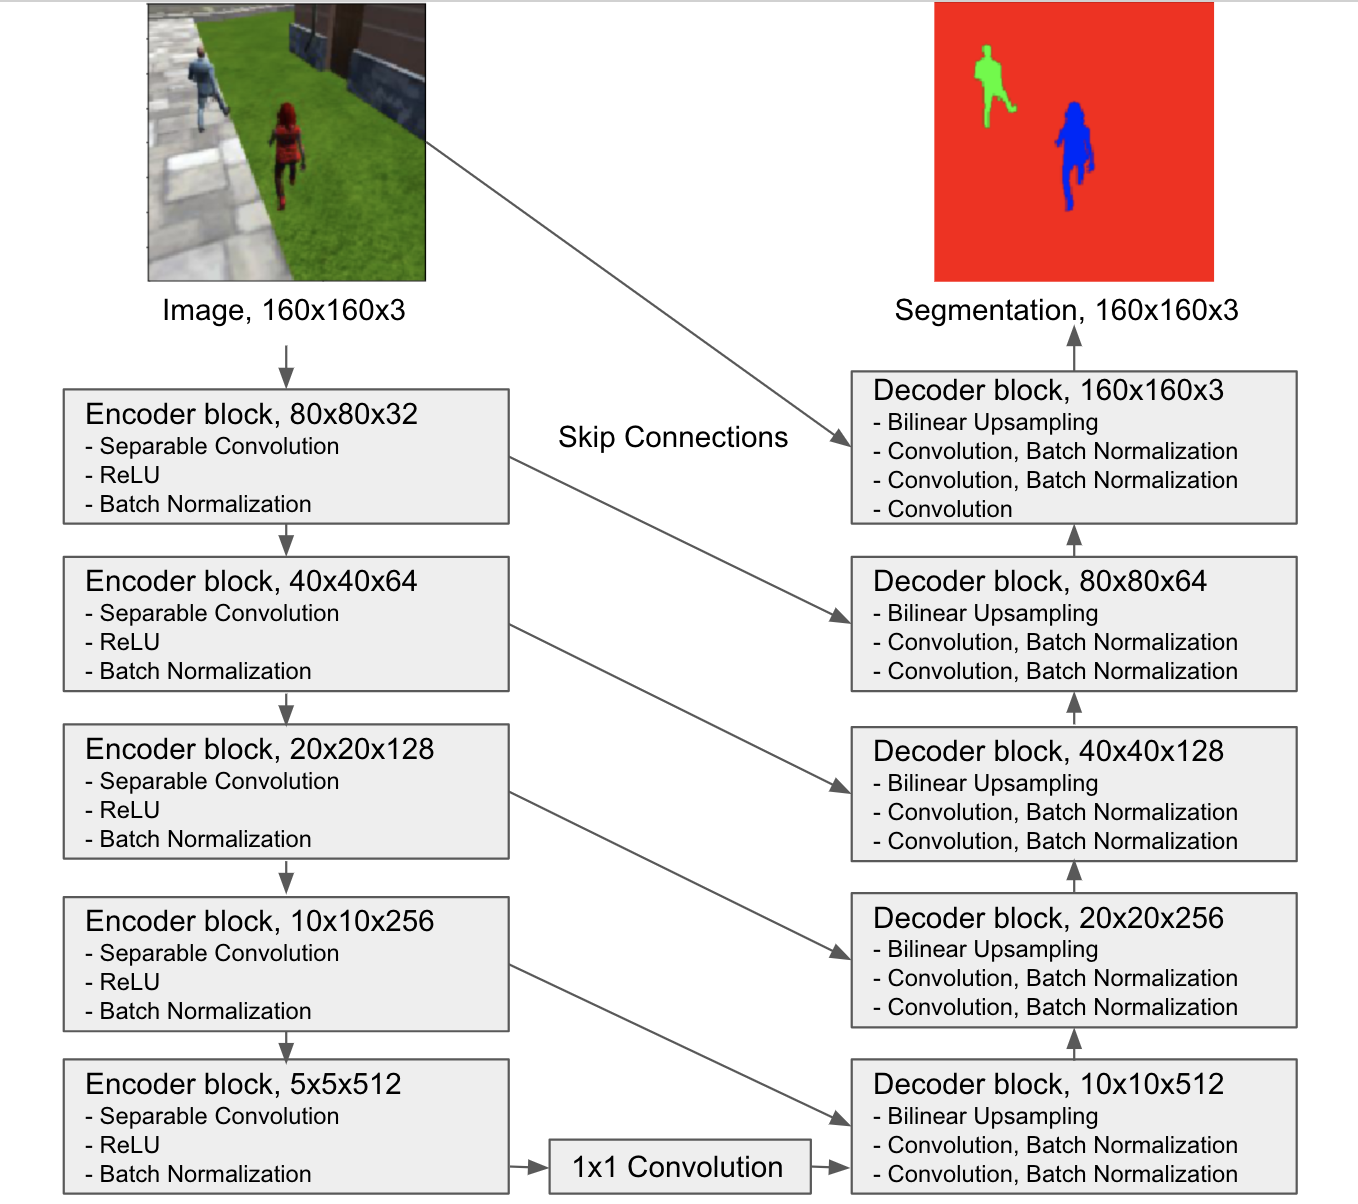 Image, 160x160x3
Encoder block, 80x80x32
- Separable Convolution
- ReLU
- Batch Normalization
Encoder block, 40x40x64
- Separable Convolution
- ReLU
- Batch Normalization
Encoder block, 20x20x128
- Separable Convolution
- ReLU
- Batch Normalization
Encoder block, 10x10x256
- Separable Convolution
- ReLU
- Batch Normalization
Encoder block, 5x5x512
- Separable Convolution
- ReLU
- Batch Normalization
Skip Connections
1x1 Convolution
Segmentation, 160x160x3
Decoder block, 160x160x3
- Bilinear Upsampling
- Convolution, Batch Normalization
- Convolution, Batch Normalization
- Convolution
Decoder block, 80x80x64
- Bilinear Upsampling
- Convolution, Batch Normalization
- Convolution, Batch Normalization
Decoder block, 40x40x128
- Bilinear Upsampling
- Convolution, Batch Normalization
- Convolution, Batch Normalization
Decoder block, 20x20x256
- Bilinear Upsampling
- Convolution, Batch Normalization
- Convolution, Batch Normalization
Decoder block, 10x10x512
- Bilinear Upsampling
- Convolution, Batch Normalization
- Convolution, Batch Normalization